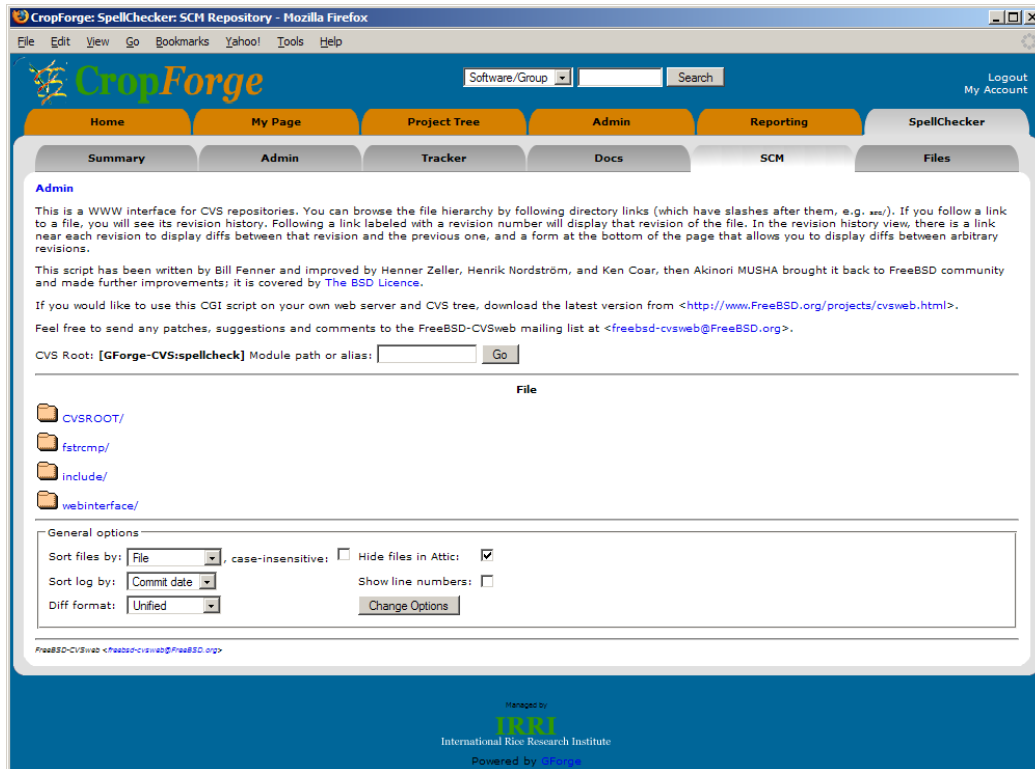 CropForge: SpellChecker: SCM Repository - Mozilla Firefox
File Edit View Go Bookmarks Yahoo! Tools Help
CropForge
Software/Group Search
Logout
My Account
Home My Page Project Tree Admin Reporting SpellChecker
Summary Admin Tracker Docs SCM Files
Admin
This is a WWW interface for CVS repositories. You can browse the file hierarchy by following directory links (which have slashes after them, e.g. src/). If you follow a link
to a file, you will see its revision history. Following a link labeled with a revision number will display that revision of the file. In the revision history view, there is a link
near each revision to display diffs between that revision and the previous one, and a form at the bottom of the page that allows you to display diffs between arbitrary
revisions.
This script has been written by Bill Fenner and improved by Henner Zeller, Henrik Nordström, and Ken Coar, then Akinori MUSHA brought it back to FreeBSD community
and made further improvements; it is covered by The BSD Licence.
If you would like to use this CGI script on your own web server and CVS tree, download the latest version from <http://www.FreeBSD.org/projects/cvsweb.html>.
Feel free to send any patches, suggestions and comments to the FreeBSD-CVSweb mailing list at <freebsd-cvsweb@FreeBSD.org>.
CVS Root: [GForge-CVS:spellcheck] Module path or alias: Go
File
CVSROOT/
fstrcmp/
include/
webinterface/
General options
Sort files by: File , case-insensitive: Hide files in Attic:
Sort log by: Commit date Show line numbers:
Diff format: Unified Change Options
FreeBSD-CVSweb <freebsd-cvsweb@FreeBSD.org>
Managed by
IRRI
International Rice Research Institute
Powered by GForge